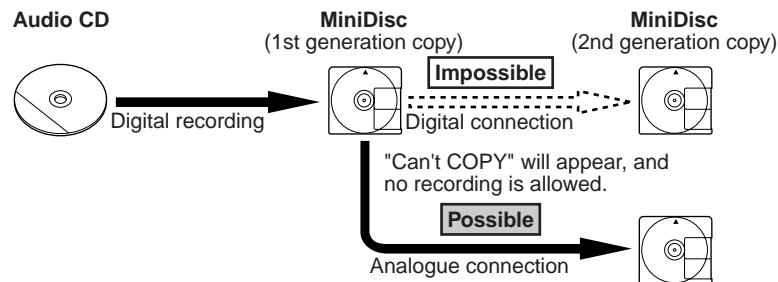 Audio CD
MiniDisc
(1st generation copy)
MiniDisc
(2nd generation copy)
Impossible
Digital recording
Digital connection
"Can't COPY" will appear, and
no recording is allowed.
Possible
Analogue connection